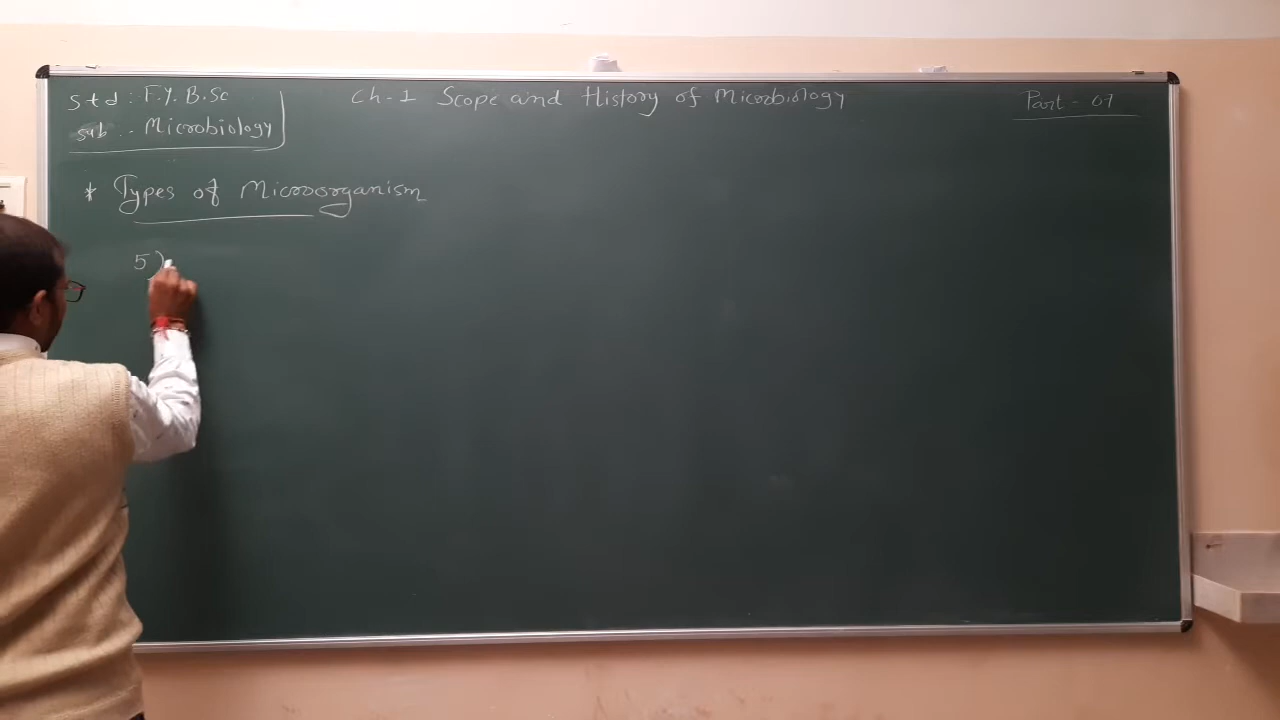 Std : F.Y. B.Sc
Sub :- Microbiology
Ch-1 Scope and History of Microbiology
Part - 07
* Types of Microorganism
5)